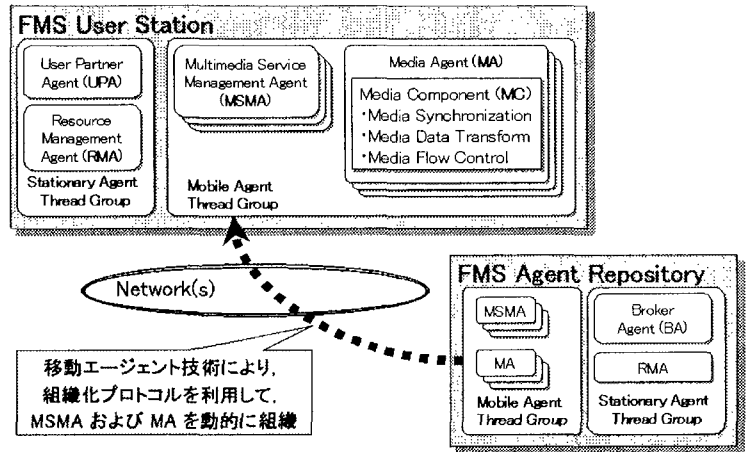 FMS User Station
User Partner
Agent (UPA)
Resource
Management
Agent (RMA)
Stationary Agent
Thread Group
Multimedia Service
Management Agent
(MSMA)
Mobile Agent
Thread Group
Media Agent (MA)
Media Component (MC)
・Media Synchronization
・Media Data Transform
・Media Flow Control
Network(s)
移動エージェント技術により,
組織化プロトコルを利用して,
MSMA および MA を動的に組織
FMS Agent Repository
MSMA
MA
Mobile Agent
Thread Group
Broker
Agent (BA)
RMA
Stationary Agent
Thread Group